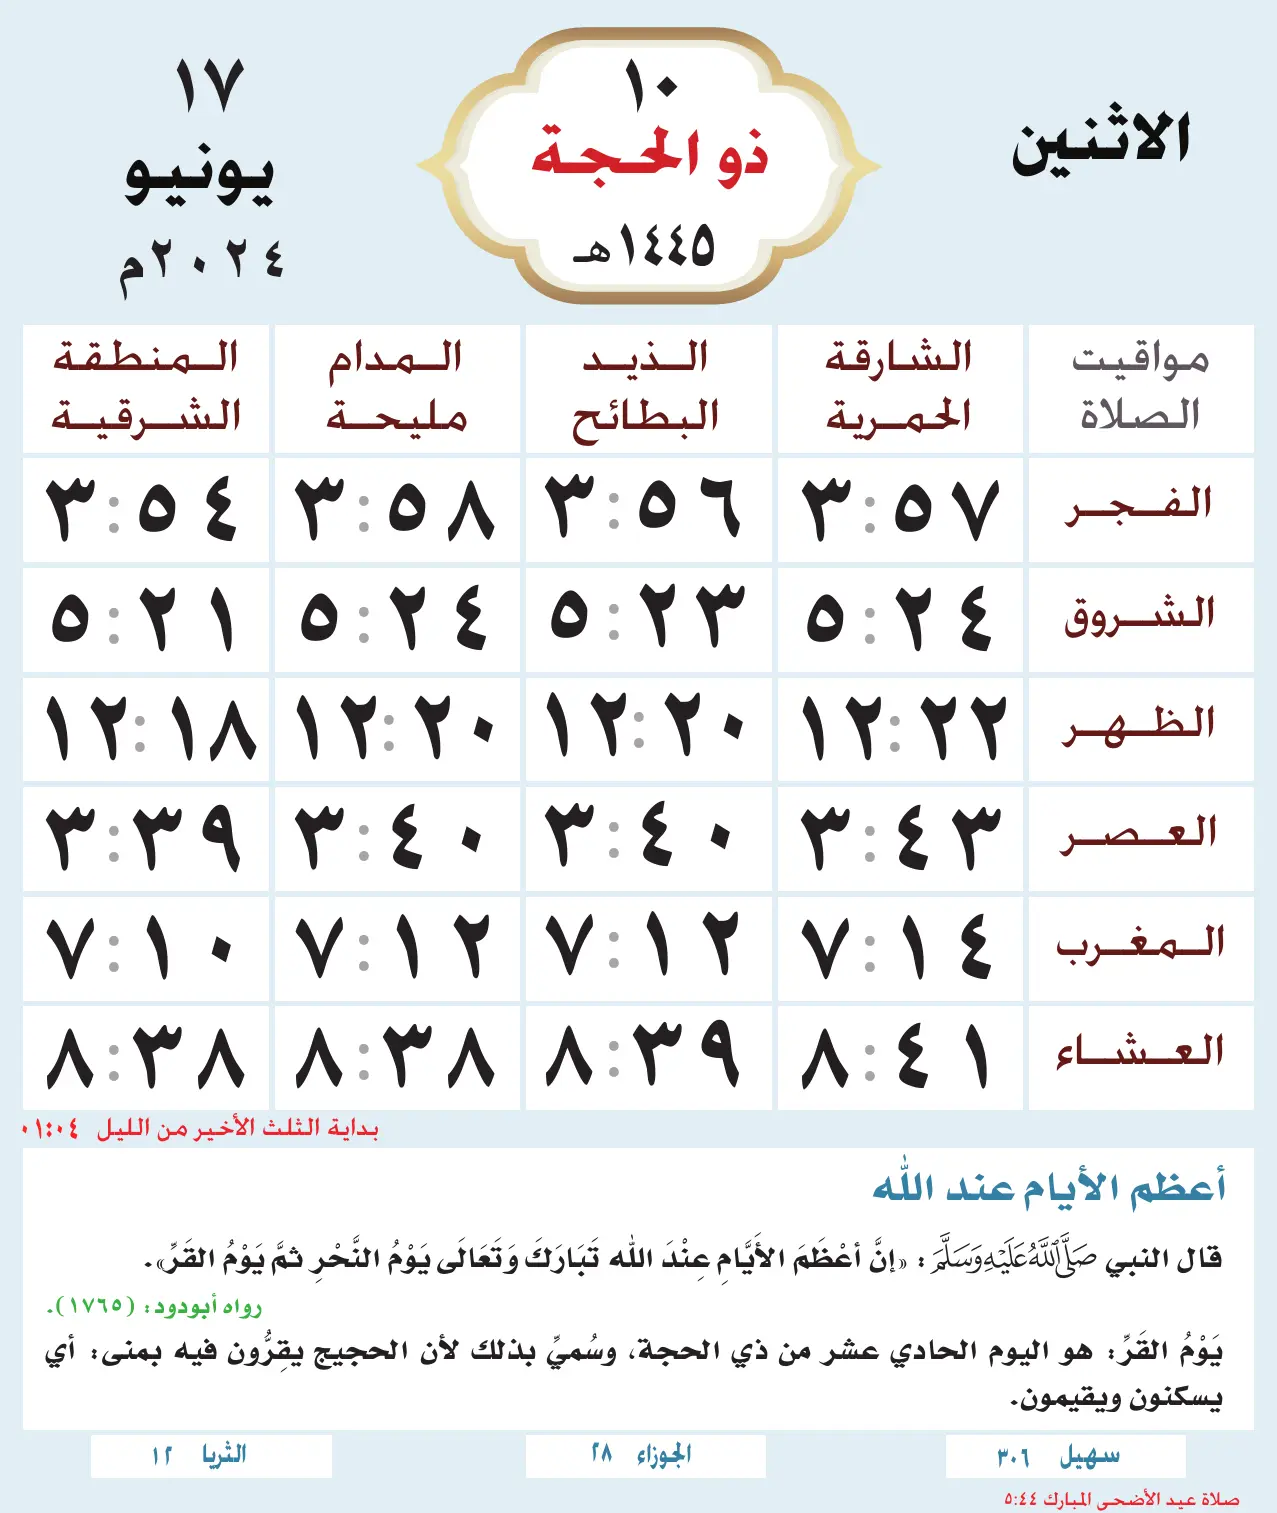 الاثنين
١٠
ذو الحجة
١٤٤٥هـ
١٧
يونيو
٢٠٢٤م
مواقيت الصلاة | الشارقة الحمرية | الذيد البطائح | المدام مليحة | المنطقة الشرقية
الفجر ٣:٥٧ ٣:٥٦ ٣:٥٨ ٣:٥٤
الشروق ٥:٢٤ ٥:٢٣ ٥:٢٤ ٥:٢١
الظهر ١٢:٢٢ ١٢:٢٠ ١٢:٢٠ ١٢:١٨
العصر ٣:٤٣ ٣:٤٠ ٣:٤٠ ٣:٣٩
المغرب ٧:١٤ ٧:١٢ ٧:١٢ ٧:١٠
العشاء ٨:٤١ ٨:٣٩ ٨:٣٨ ٨:٣٨
بداية الثلث الأخير من الليل ٠١:٠٤
أعظم الأيام عند الله
قال النبي صَلَّى اللَّهُ عَلَيْهِ وَسَلَّمَ : «إنَّ أعْظَمَ الأَيَّامِ عِنْدَ الله تَبَارَكَ وَتَعَالَى يَوْمُ النَّحْرِ ثمَّ يَوْمُ القَرِّ».
رواه أبودود: (١٧٦٥).
يَوْمُ القَرِّ: هو اليوم الحادي عشر من ذي الحجة، وسُميِّ بذلك لأن الحجيج يقِرُّون فيه بمنى: أي
يسكنون ويقيمون.
سهيل ٣٠٦ الجوزاء ٢٨ الثريا ١٢
صلاة عيد الأضحى المبارك ٥:٤٤